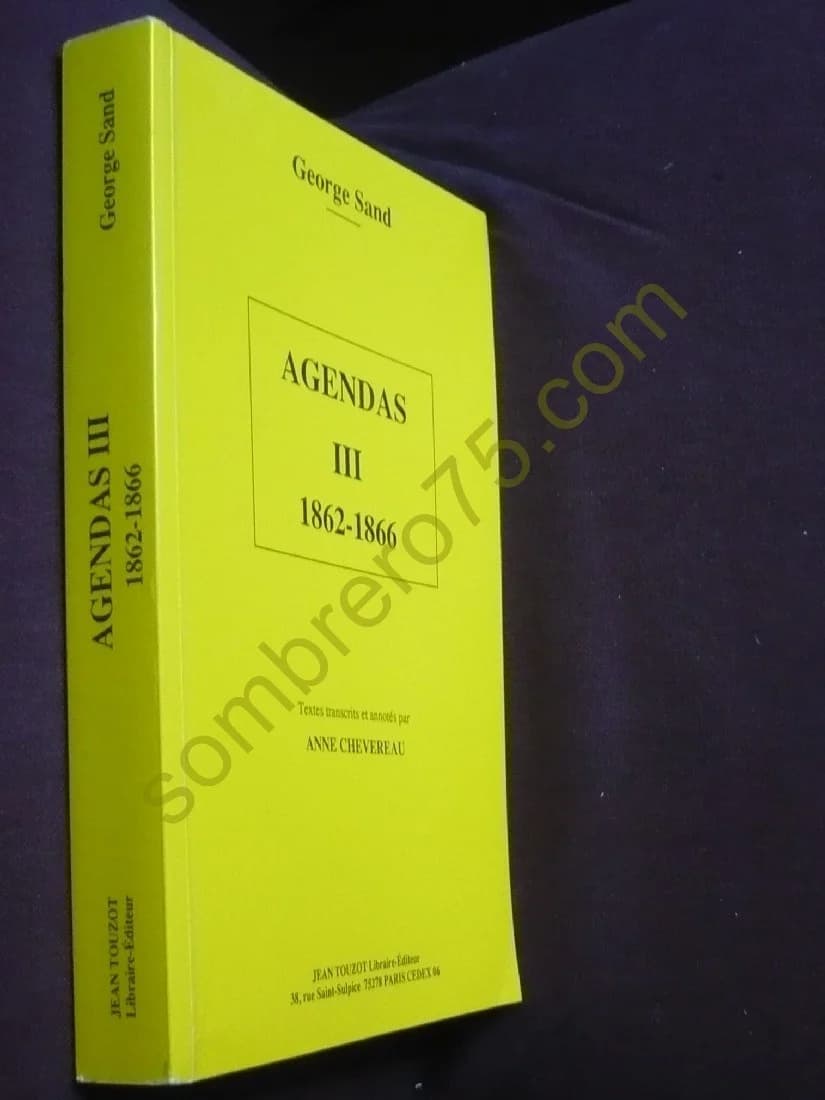 George Sand
AGENDAS III
1862-1866
JEAN TOUZOT
Libraire-Éditeur
George Sand
AGENDAS
III
1862-1866
Textes transcrits et annotés par
ANNE CHEVEREAU
JEAN TOUZOT Libraire-Éditeur
38, rue Saint-Sulpice 75278 PARIS CEDEX 06
sombrero75.com